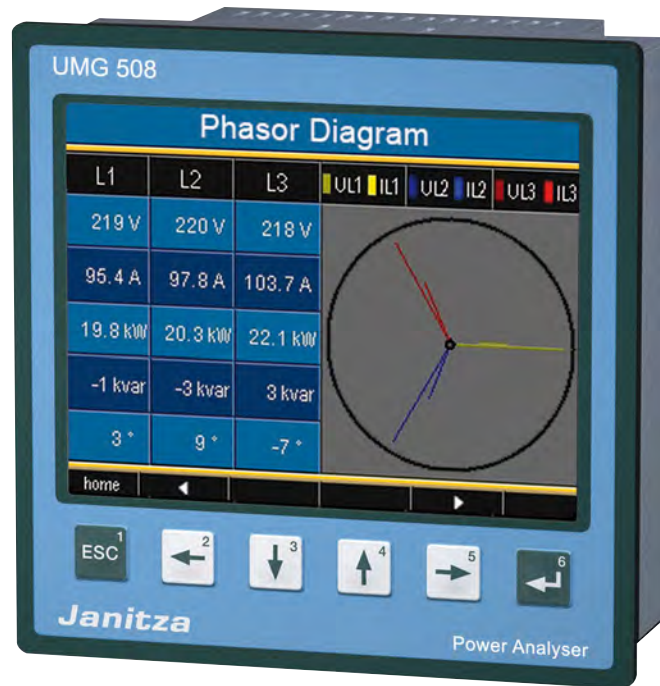 UMG 508
Phasor Diagram
L1 L2 L3 UL1 IL1 UL2 IL2 UL3 IL3
219 V 220 V 218 V
95.4 A 97.8 A 103.7 A
19.8 kW 20.3 kW 22.1 kW
-1 kvar -3 kvar 3 kvar
3 ° 9 ° -7 °
home
ESC 1 2 3 4 5 6
Janitza
Power Analyser